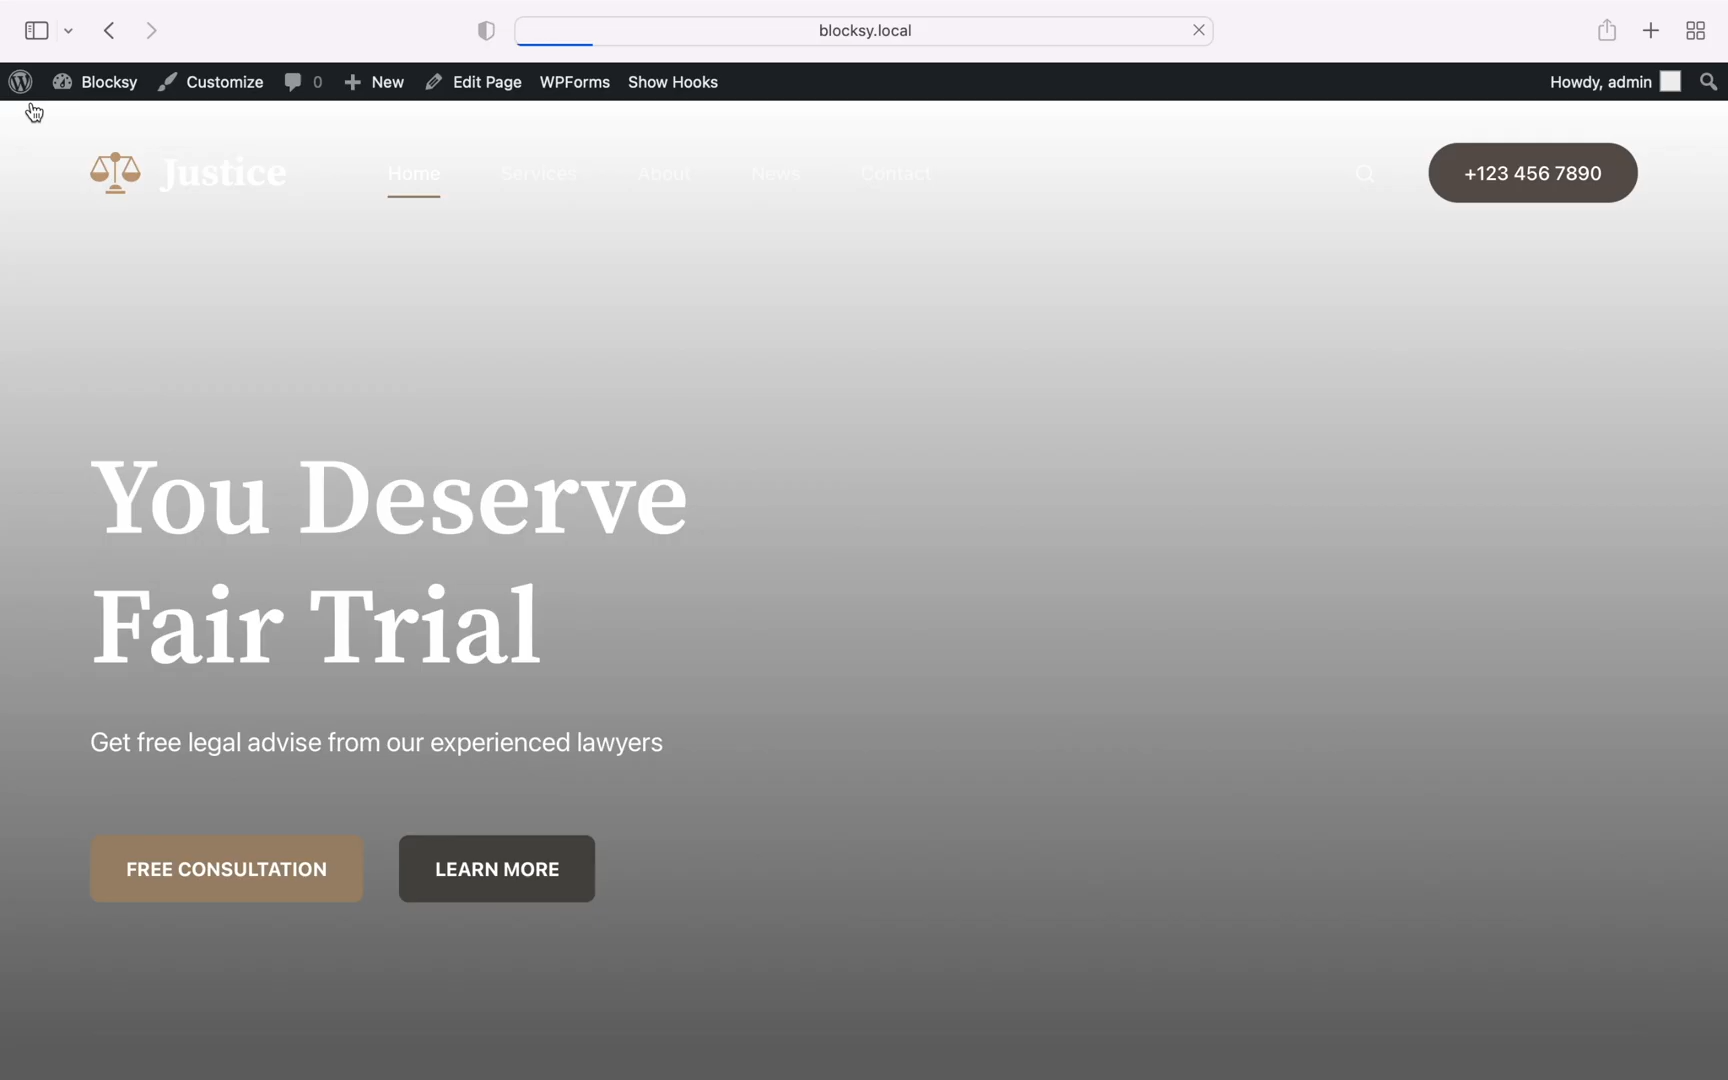 blocksy.local
Blocksy Customize 0 New Edit Page WPForms Show Hooks Howdy, admin
Justice Home Services About News Contact +123 456 7890
You Deserve
Fair Trial
Get free legal advise from our experienced lawyers
FREE CONSULTATION LEARN MORE